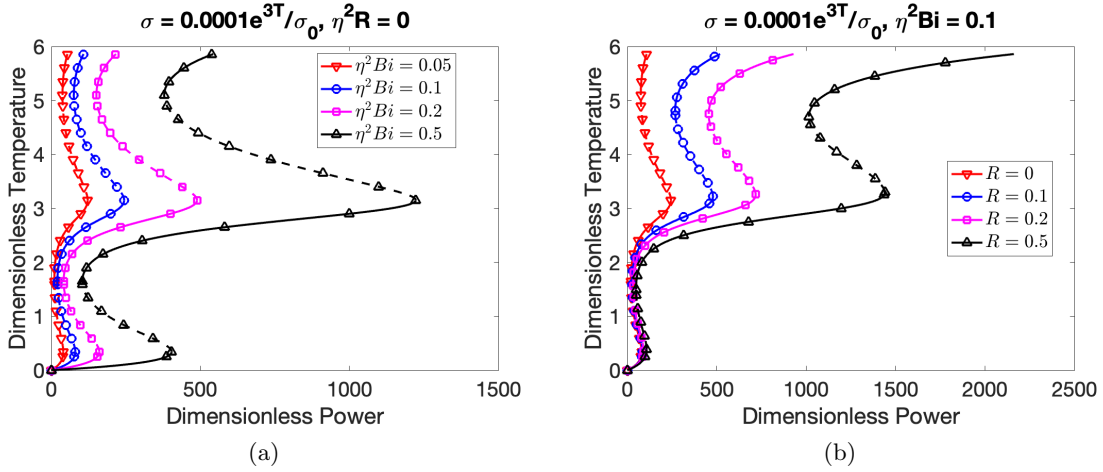 σ = 0.0001e^{3T}/σ_0, η^2R = 0
Dimensionless Temperature
6
5
4
3
2
1
0
η^2Bi = 0.05
η^2Bi = 0.1
η^2Bi = 0.2
η^2Bi = 0.5
0
500
1000
1500
Dimensionless Power
(a)
σ = 0.0001e^{3T}/σ_0, η^2Bi = 0.1
Dimensionless Temperature
6
5
4
3
2
1
0
R = 0
R = 0.1
R = 0.2
R = 0.5
0
500
1000
1500
2000
2500
Dimensionless Power
(b)